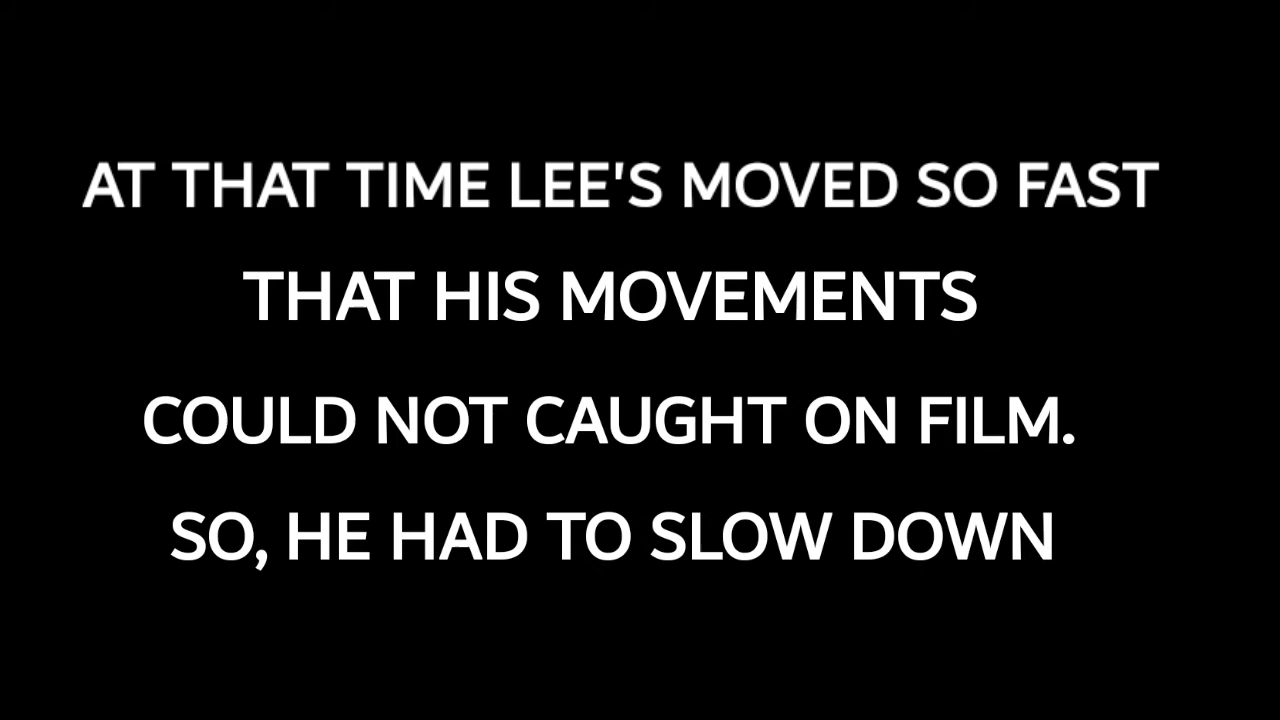 AT THAT TIME LEE'S MOVED SO FAST
THAT HIS MOVEMENTS
COULD NOT CAUGHT ON FILM.
SO, HE HAD TO SLOW DOWN